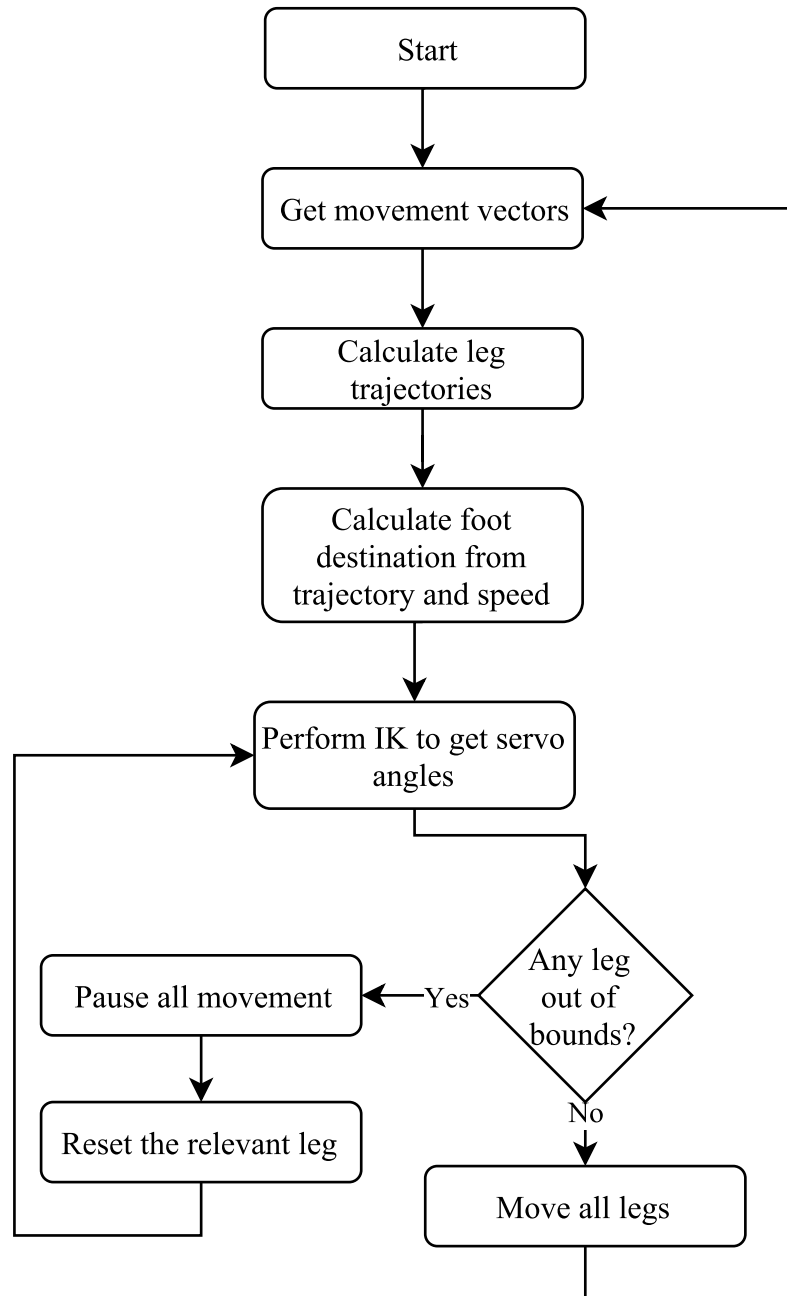 Start
Get movement vectors
Calculate leg
trajectories
Calculate foot
destination from
trajectory and speed
Perform IK to get servo
angles
Any leg
out of
bounds?
Yes
Pause all movement
Reset the relevant leg
No
Move all legs